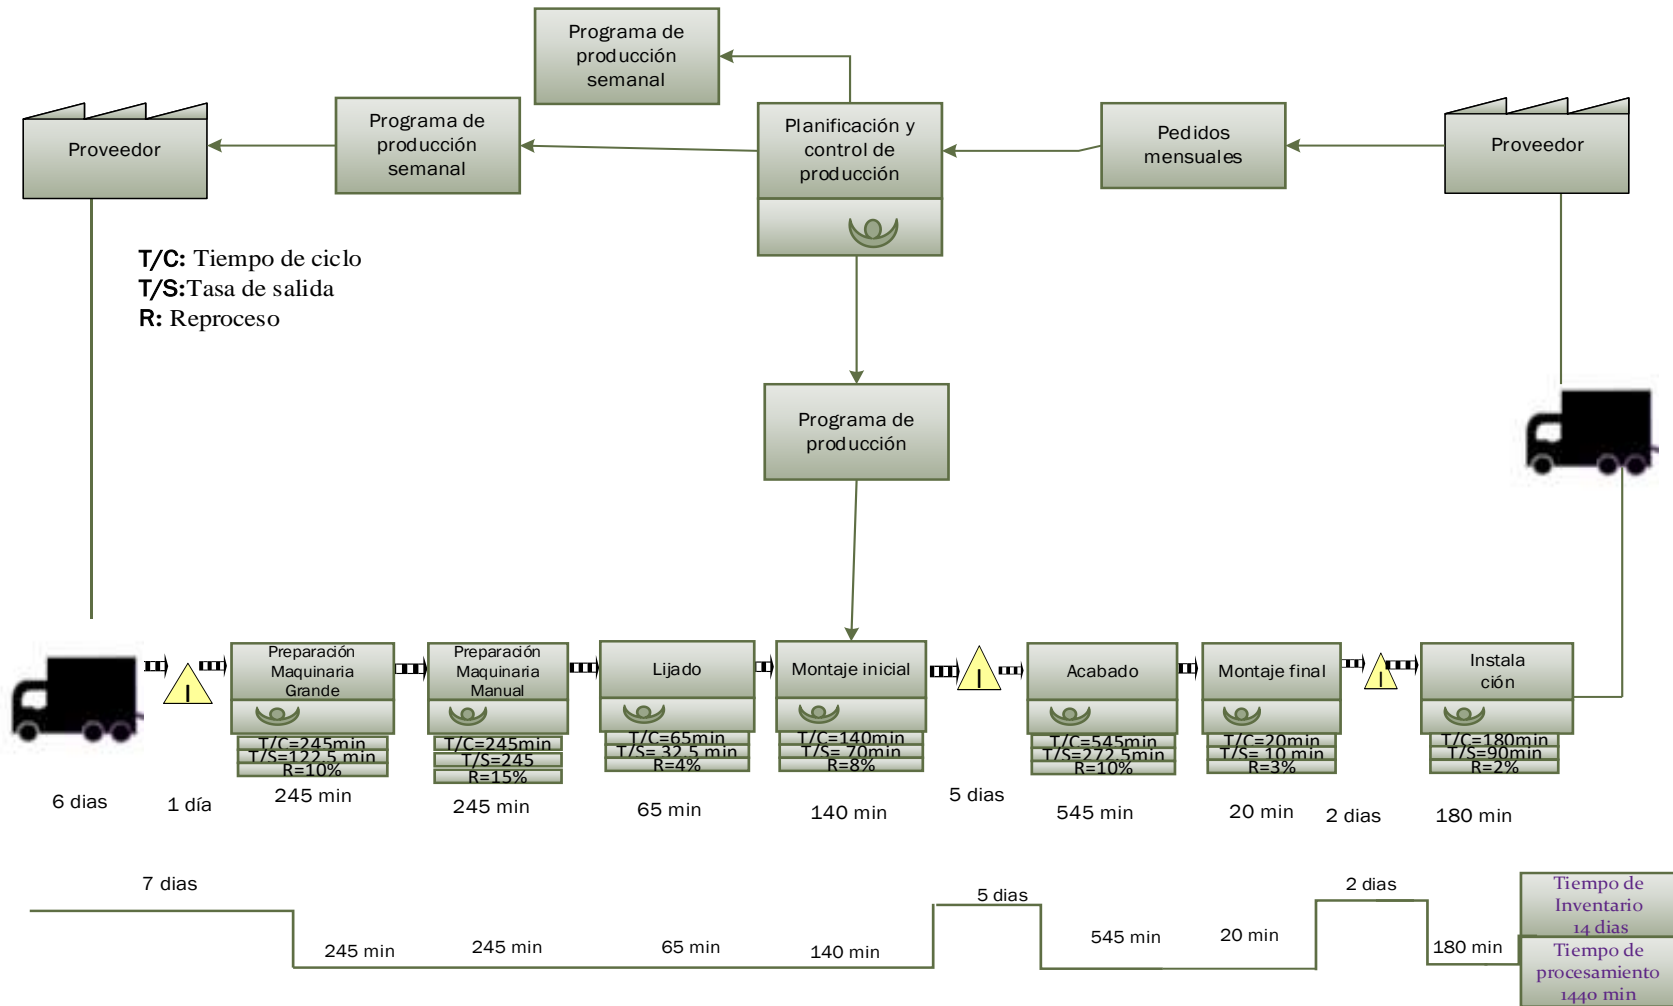 Programa de
producción
semanal
Proveedor
Programa de
producción
semanal
Planificación y
control de
producción
Pedidos
mensuales
Proveedor
T/C: Tiempo de ciclo
T/S:Tasa de salida
R: Reproceso
Programa de
producción
Preparación
Maquinaria
Grande
T/C=245min
T/S=122.5 min
R=10%
Preparación
Maquinaria
Manual
T/C=245min
T/S=245
R=15%
Lijado
T/C=65min
T/S= 32.5 min
R=4%
Montaje inicial
T/C=140min
T/S= 70min
R=8%
Acabado
T/C=545min
T/S=272.5min
R=10%
Montaje final
T/C=20min
T/S= 10 min
R=3%
Instala
ción
T/C=180min
T/S=90min
R=2%
I
I
I
6 dias
1 día
245 min
245 min
65 min
140 min
5 dias
545 min
20 min
2 dias
180 min
7 dias
245 min
245 min
65 min
140 min
5 dias
545 min
20 min
2 dias
180 min
Tiempo de
Inventario
14 dias
Tiempo de
procesamiento
1440 min